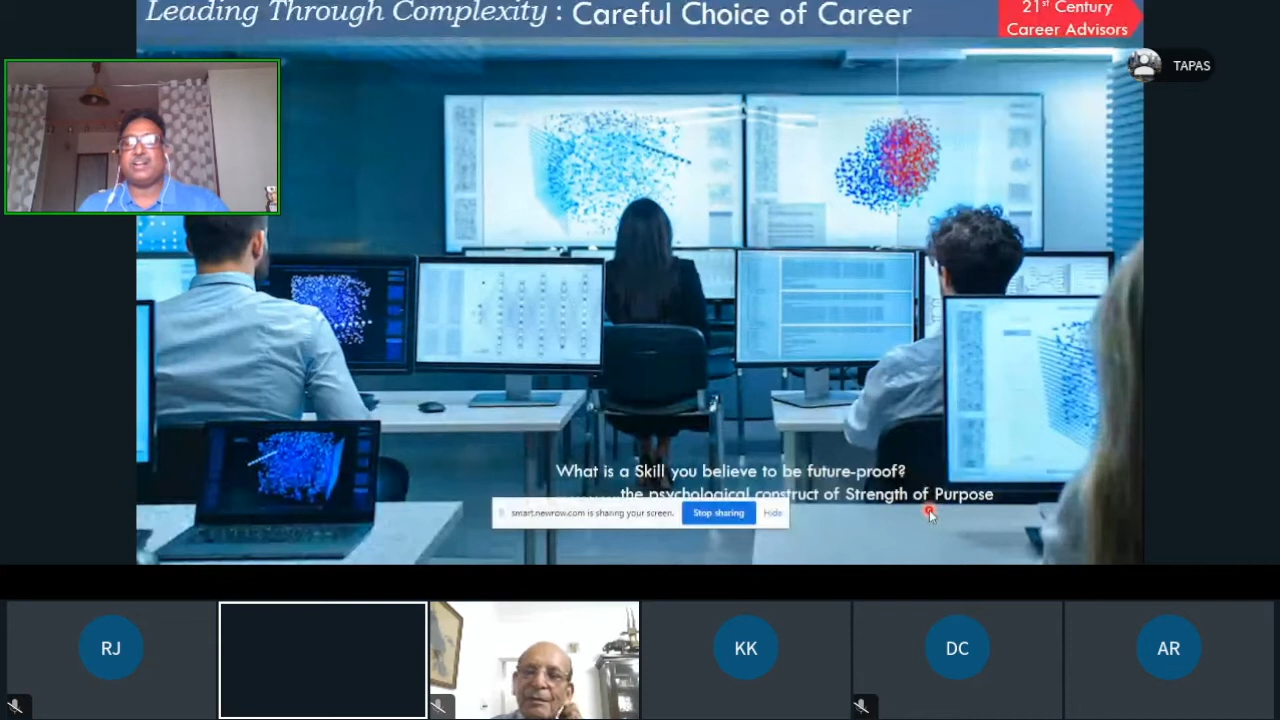 Leading Through Complexity : Careful Choice of Career
21st Century
Career Advisors
TAPAS
What is a Skill you believe to be future-proof?
the psychological construct of Strength of Purpose
smart.newrow.com is sharing your screen.
Stop sharing
Hide
RJ
KK
DC
AR